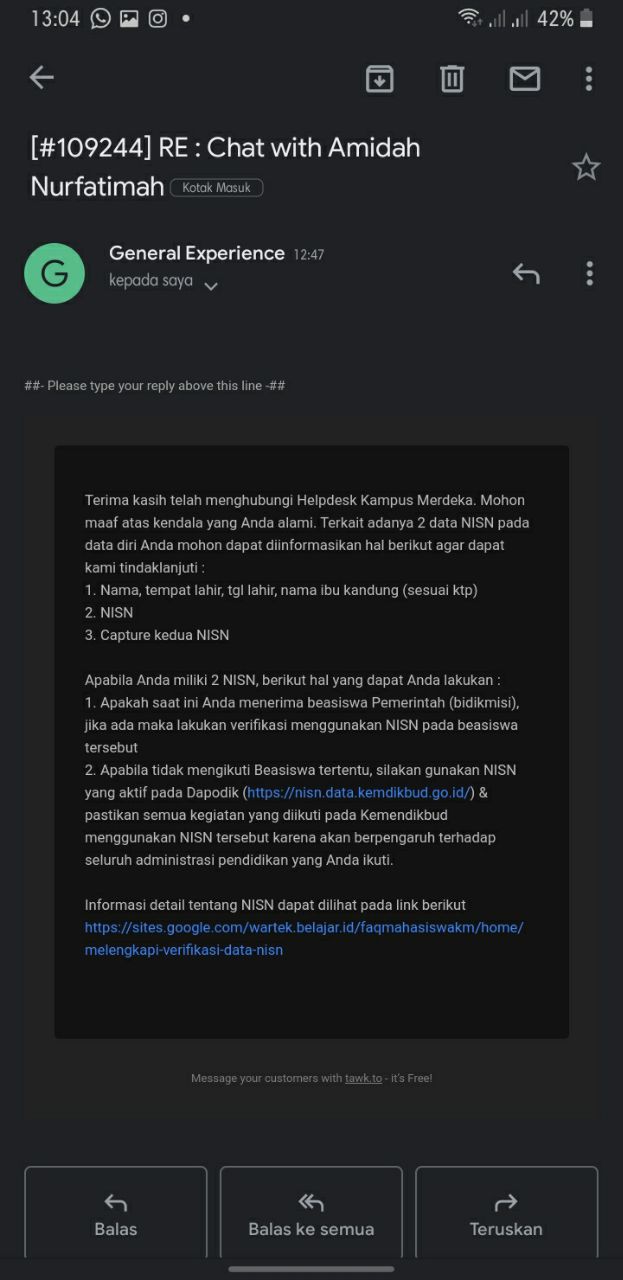 13:04
42%
[#109244] RE : Chat with Amidah
Nurfatimah Kotak Masuk
G
General Experience 12:47
kepada saya
##- Please type your reply above this line -##
Terima kasih telah menghubungi Helpdesk Kampus Merdeka. Mohon
maaf atas kendala yang Anda alami. Terkait adanya 2 data NISN pada
data diri Anda mohon dapat diinformasikan hal berikut agar dapat
kami tindaklanjuti :
1. Nama, tempat lahir, tgl lahir, nama ibu kandung (sesuai ktp)
2. NISN
3. Capture kedua NISN
Apabila Anda miliki 2 NISN, berikut hal yang dapat Anda lakukan :
1. Apakah saat ini Anda menerima beasiswa Pemerintah (bidikmisi),
jika ada maka lakukan verifikasi menggunakan NISN pada beasiswa
tersebut
2. Apabila tidak mengikuti Beasiswa tertentu, silakan gunakan NISN
yang aktif pada Dapodik (https://nisn.data.kemdikbud.go.id/) &
pastikan semua kegiatan yang diikuti pada Kemendikbud
menggunakan NISN tersebut karena akan berpengaruh terhadap
seluruh administrasi pendidikan yang Anda ikuti.
Informasi detail tentang NISN dapat dilihat pada link berikut
https://sites.google.com/wartek.belajar.id/faqmahasiswakm/home/
melengkapi-verifikasi-data-nisn
Message your customers with tawk.to - it's Free!
Balas
Balas ke semua
Teruskan